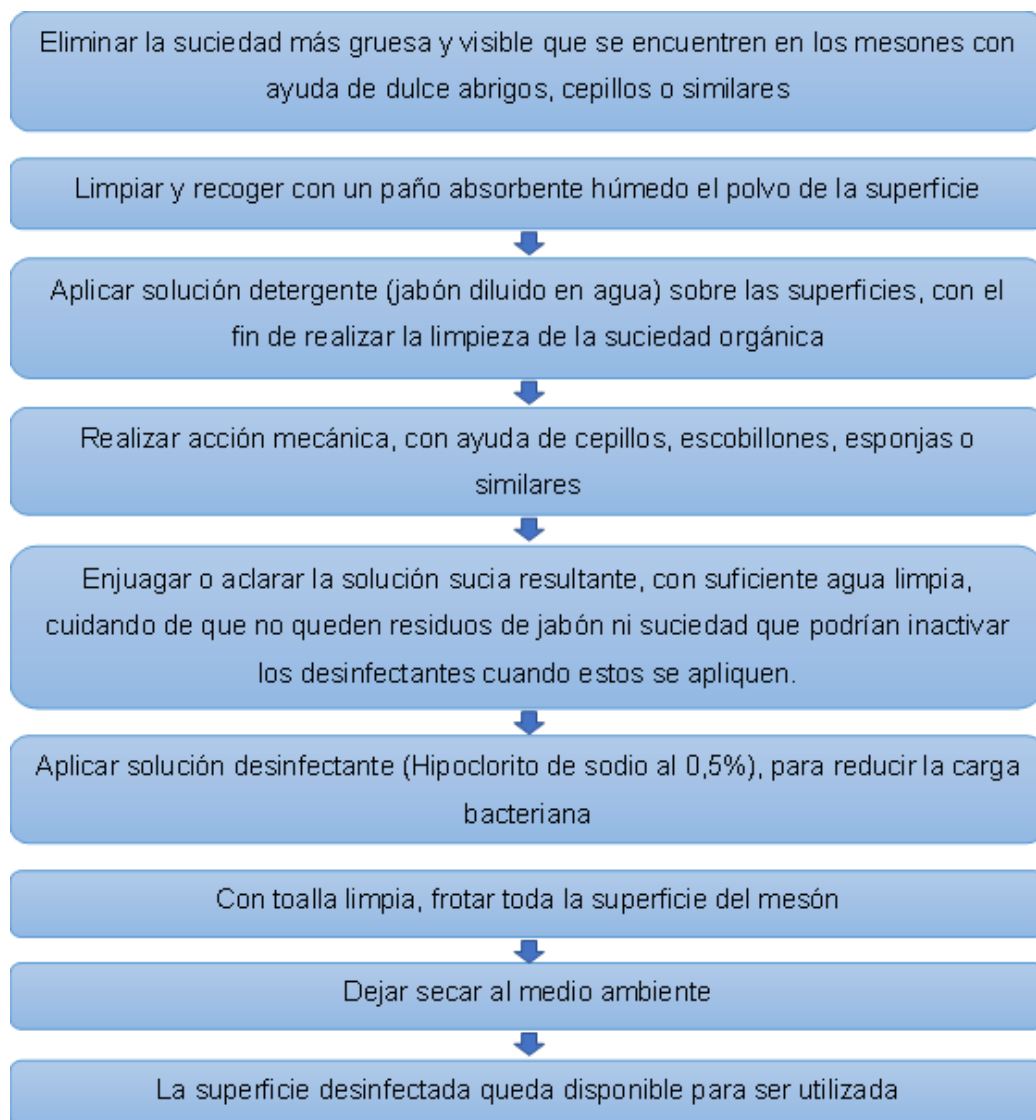 Eliminar la suciedad más gruesa y visible que se encuentren en los mesones con
ayuda de dulce abrigos, cepillos o similares
Limpiar y recoger con un paño absorbente húmedo el polvo de la superficie
Aplicar solución detergente (jabón diluido en agua) sobre las superficies, con el
fin de realizar la limpieza de la suciedad orgánica
Realizar acción mecánica, con ayuda de cepillos, escobillones, esponjas o
similares
Enjuagar o aclarar la solución sucia resultante, con suficiente agua limpia,
cuidando de que no queden residuos de jabón ni suciedad que podrían inactivar
los desinfectantes cuando estos se apliquen.
Aplicar solución desinfectante (Hipoclorito de sodio al 0,5%), para reducir la carga
bacteriana
Con toalla limpia, frotar toda la superficie del mesón
Dejar secar al medio ambiente
La superficie desinfectada queda disponible para ser utilizada